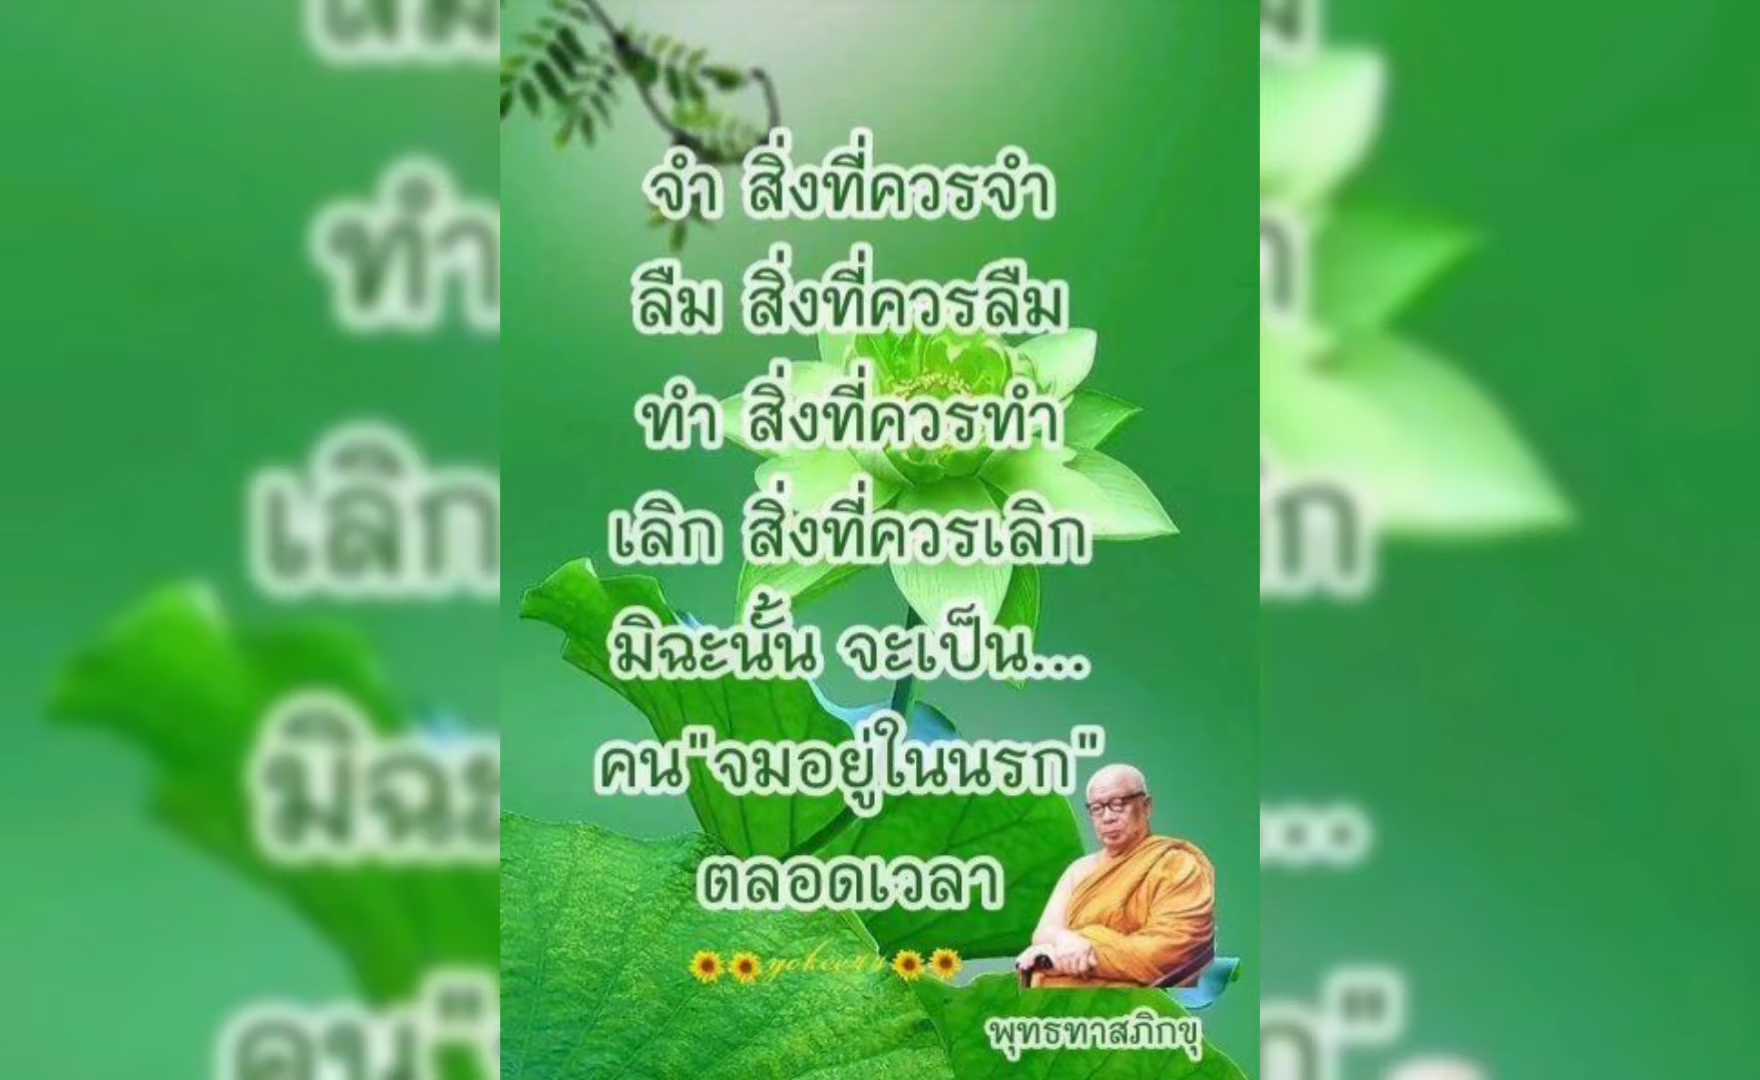 จำ สิ่งที่ควรจำ
ลืม สิ่งที่ควรลืม
ทำ สิ่งที่ควรทำ
เลิก สิ่งที่ควรเลิก
มิฉะนั้น จะเป็น...
คน"จมอยู่ในนรก"
ตลอดเวลา
พุทธทาสภิกขุ